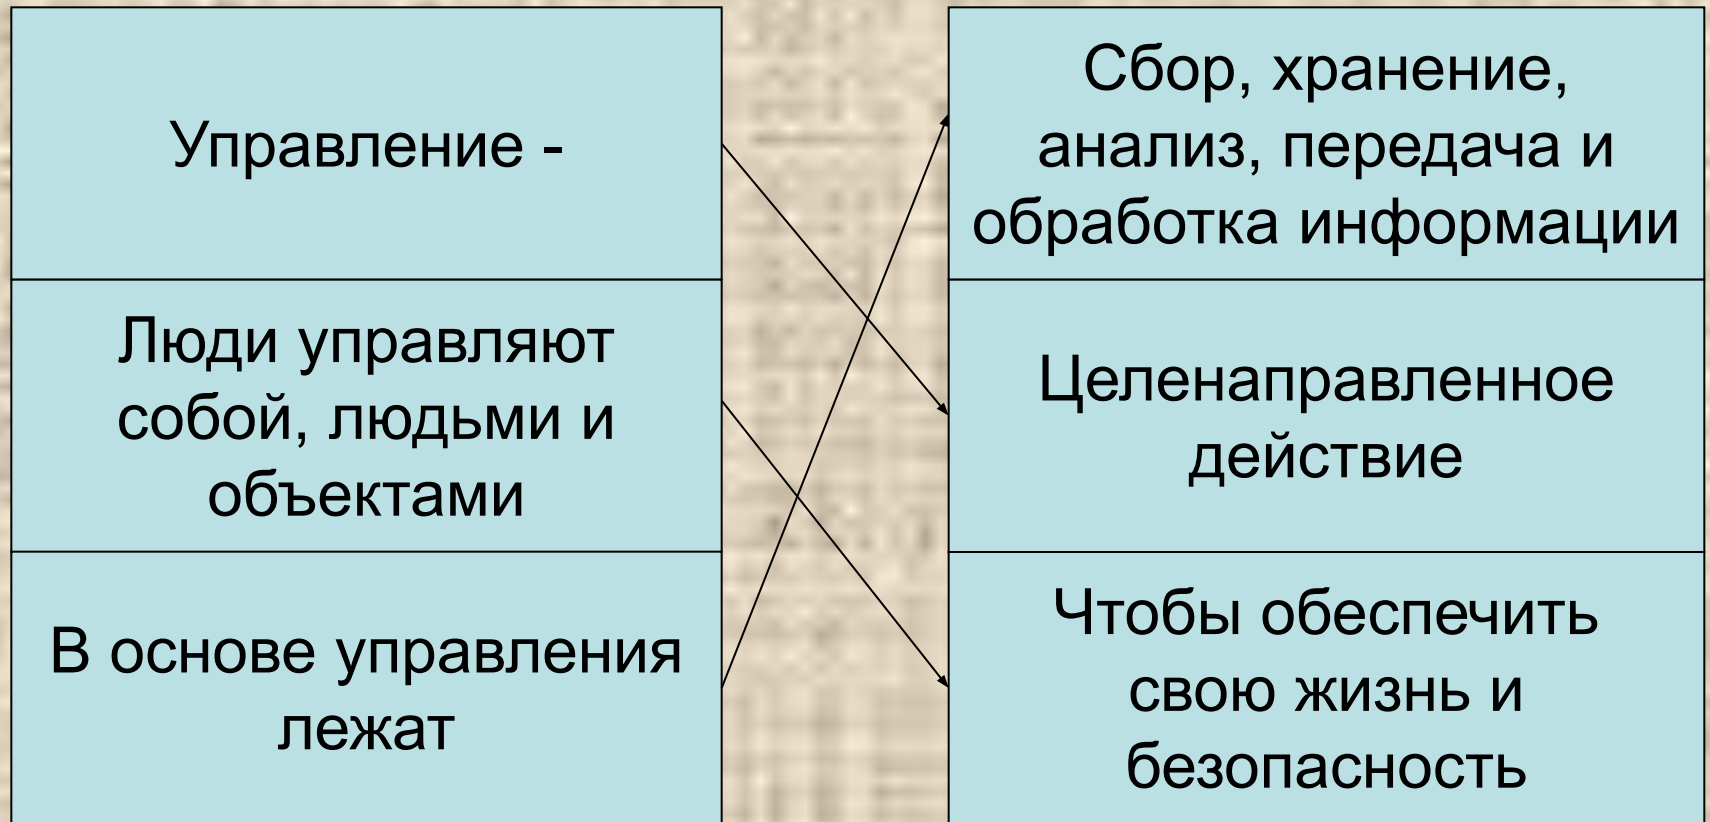 Управление -
Люди управляют
собой, людьми и
объектами
В основе управления
лежат
Сбор, хранение,
анализ, передача и
обработка информации
Целенаправленное
действие
Чтобы обеспечить
свою жизнь и
безопасность